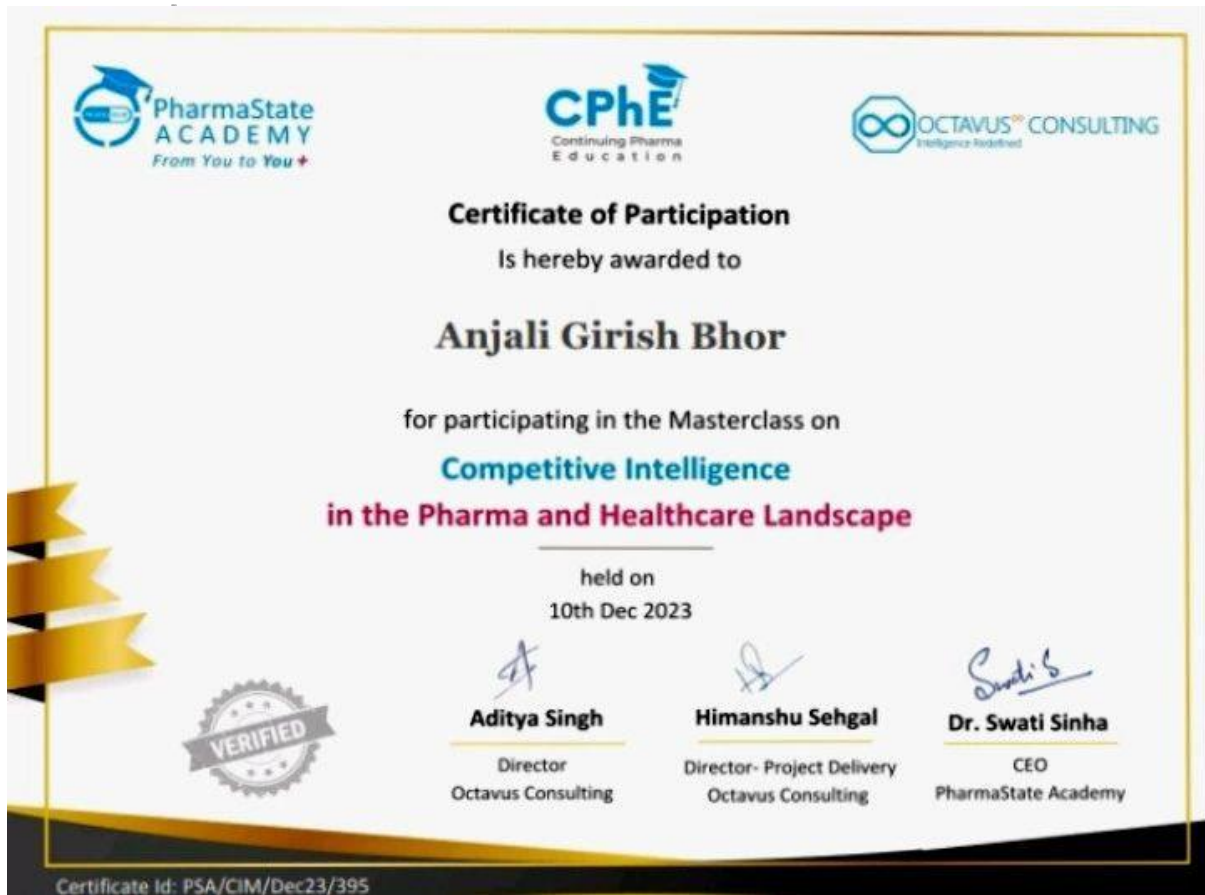 PharmaState
ACADEMY
From You to You +
CPhE
Continuing Pharma
Education
OCTAVUS∞ CONSULTING
Intelligence Redefined
Certificate of Participation
Is hereby awarded to
Anjali Girish Bhor
for participating in the Masterclass on
Competitive Intelligence
in the Pharma and Healthcare Landscape
held on
10th Dec 2023
Swati S
Aditya Singh
Himanshu Sehgal
Dr. Swati Sinha
VERIFIED
Director
Octavus Consulting
Director- Project Delivery
Octavus Consulting
CEO
PharmaState Academy
Certificate Id: PSA/CIM/Dec23/395